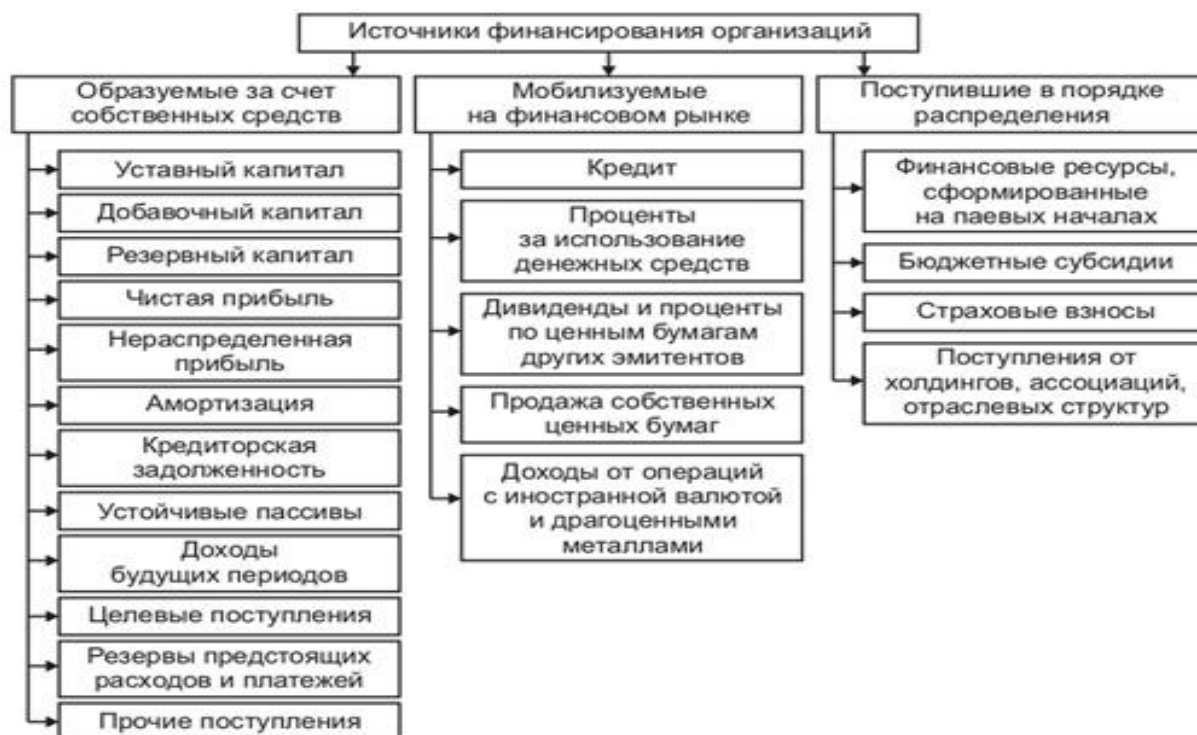 Источники финансирования организаций
Образуемые за счет
собственных средств
Уставный капитал
Добавочный капитал
Резервный капитал
Чистая прибыль
Нераспределенная
прибыль
Амортизация
Кредиторская
задолженность
Устойчивые пассивы
Доходы
будущих периодов
Целевые поступления
Резервы предстоящих
расходов и платежей
Прочие поступления
Мобилизуемые
на финансовом рынке
Кредит
Проценты
за использование
денежных средств
Дивиденды и проценты
по ценным бумагам
других эмитентов
Продажа собственных
ценных бумаг
Доходы от операций
с иностранной валютой
и драгоценными
металлами
Поступившие в порядке
распределения
Финансовые ресурсы,
сформированные
на паевых началах
Бюджетные субсидии
Страховые взносы
Поступления от
холдингов, ассоциаций,
отраслевых структур